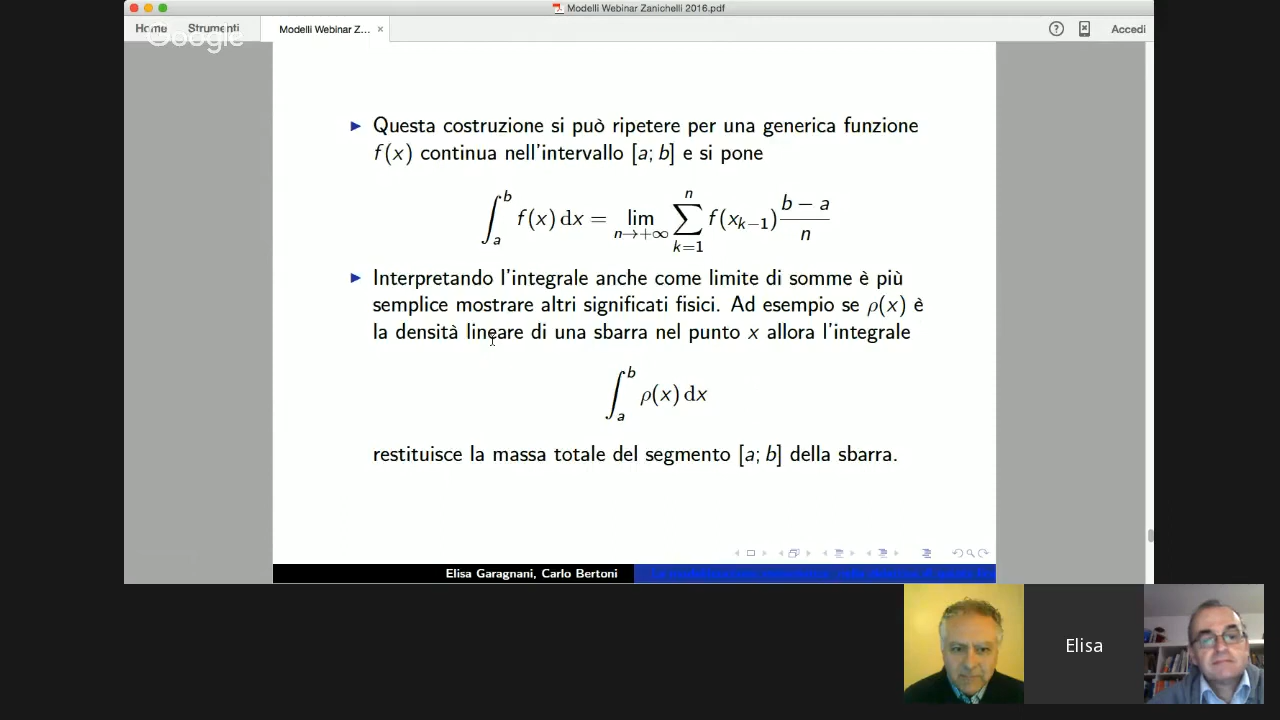 Modelli Webinar Zanichelli 2016.pdf
Home Strumenti Modelli Webinar Z... × ? Accedi
Google
▶ Questa costruzione si può ripetere per una generica funzione
f(x) continua nell'intervallo [a; b] e si pone
∫_a^b f(x) dx = lim_{n→+∞} ∑_{k=1}^n f(x_{k−1}) (b − a)/n
▶ Interpretando l'integrale anche come limite di somme è più
semplice mostrare altri significati fisici. Ad esempio se ρ(x) è
la densità lineare di una sbarra nel punto x allora l'integrale
∫_a^b ρ(x) dx
restituisce la massa totale del segmento [a; b] della sbarra.
Elisa Garagnani, Carlo Bertoni
Elisa